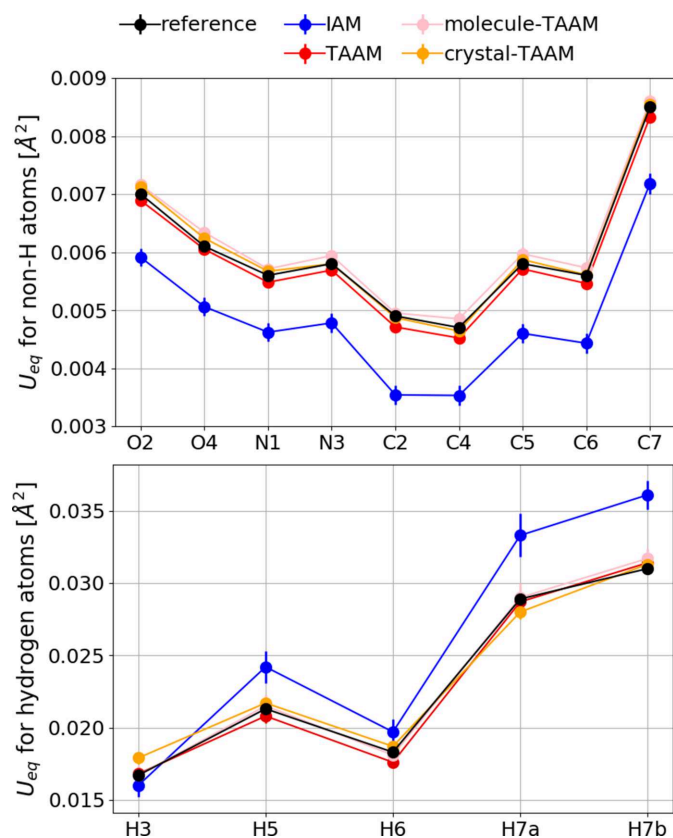 reference IAM molecule-TAAM
TAAM crystal-TAAM
U_eq for non-H atoms [Å²]
0.009
0.008
0.007
0.006
0.005
0.004
0.003
O2 O4 N1 N3 C2 C4 C5 C6 C7
U_eq for hydrogen atoms [Å²]
0.035
0.030
0.025
0.020
0.015
H3 H5 H6 H7a H7b